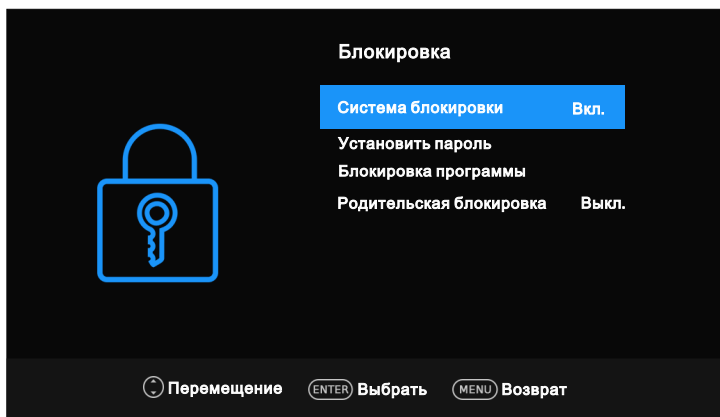 Блокировка
Система блокировки Вкл.
Установить пароль
Блокировка программы
Родительская блокировка Выкл.
Перемещение ENTER Выбрать MENU Возврат